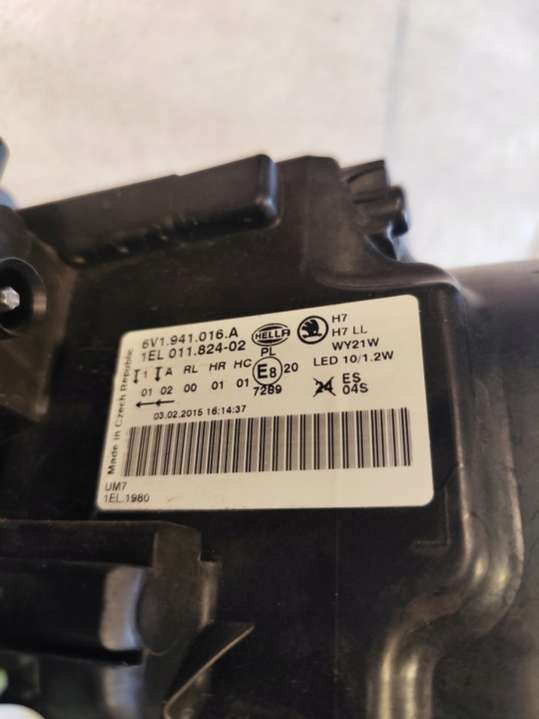 Made in Czech Republic
6V1.941.016.A
1EL 011.824-02
HELLA
PL
H7
H7 LL
WY21W
LED 10/1.2W
1 A RL HR HC E8 20
01 02 00 01 01 7289
24 ES
04S
03.02.2015 16:14:37
UM7
1EL.1980